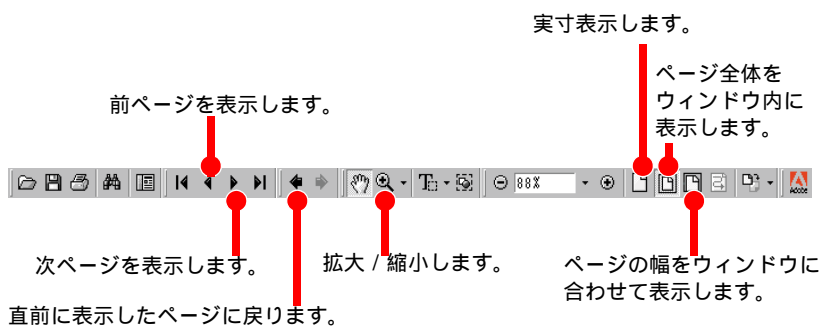 実寸表示します。
ページ全体を
ウィンドウ内に
表示します。
前ページを表示します。
T
88%
Adobe
次ページを表示します。
拡大 / 縮小します。
ページの幅をウィンドウに
合わせて表示します。
直前に表示したページに戻ります。